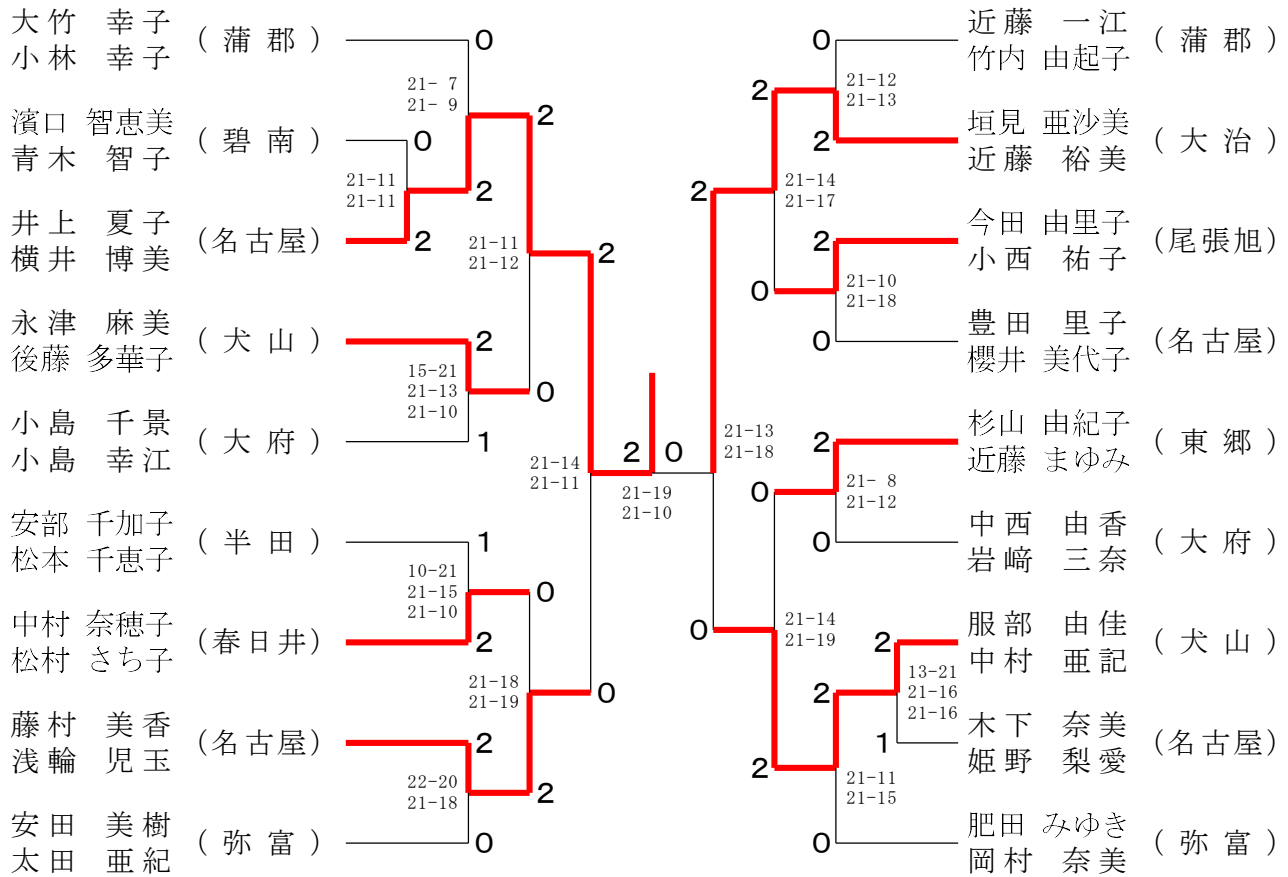 大竹 幸子
小林 幸子
(蒲郡)
0
21- 7
21- 9
2
濱口 智恵美
青木 智子
(碧南)
0
21-11
21-11
2
井上 夏子
横井 博美
(名古屋)
2
21-11
21-12
2
永津 麻美
後藤 多華子
(犬山)
2
15-21
21-13
21-10
0
小島 千景
小島 幸江
(大府)
1
21-14
21-11
安部 千加子
松本 千恵子
(半田)
1
10-21
21-15
21-10
0
中村 奈穂子
松村 さち子
(春日井)
2
21-18
21-19
0
藤村 美香
浅輪 児玉
(名古屋)
2
22-20
21-18
2
安田 美樹
太田 亜紀
(弥富)
0
2 0
21-19
21-10
近藤 一江
竹内 由起子
(蒲郡)
0
21-12
21-13
2
垣見 亜沙美
近藤 裕美
(大治)
2
21-14
21-17
2
今田 由里子
小西 祐子
(尾張旭)
2
21-10
21-18
0
豊田 里子
櫻井 美代子
(名古屋)
0
21-13
21-18
杉山 由紀子
近藤 まゆみ
(東郷)
2
21- 8
21-12
0
中西 由香
岩﨑 三奈
(大府)
0
21-14
21-19
0
服部 由佳
中村 亜記
(犬山)
2
13-21
21-16
21-16
2
木下 奈美
姫野 梨愛
(名古屋)
1
21-11
21-15
2
肥田 みゆき
岡村 奈美
(弥富)
0